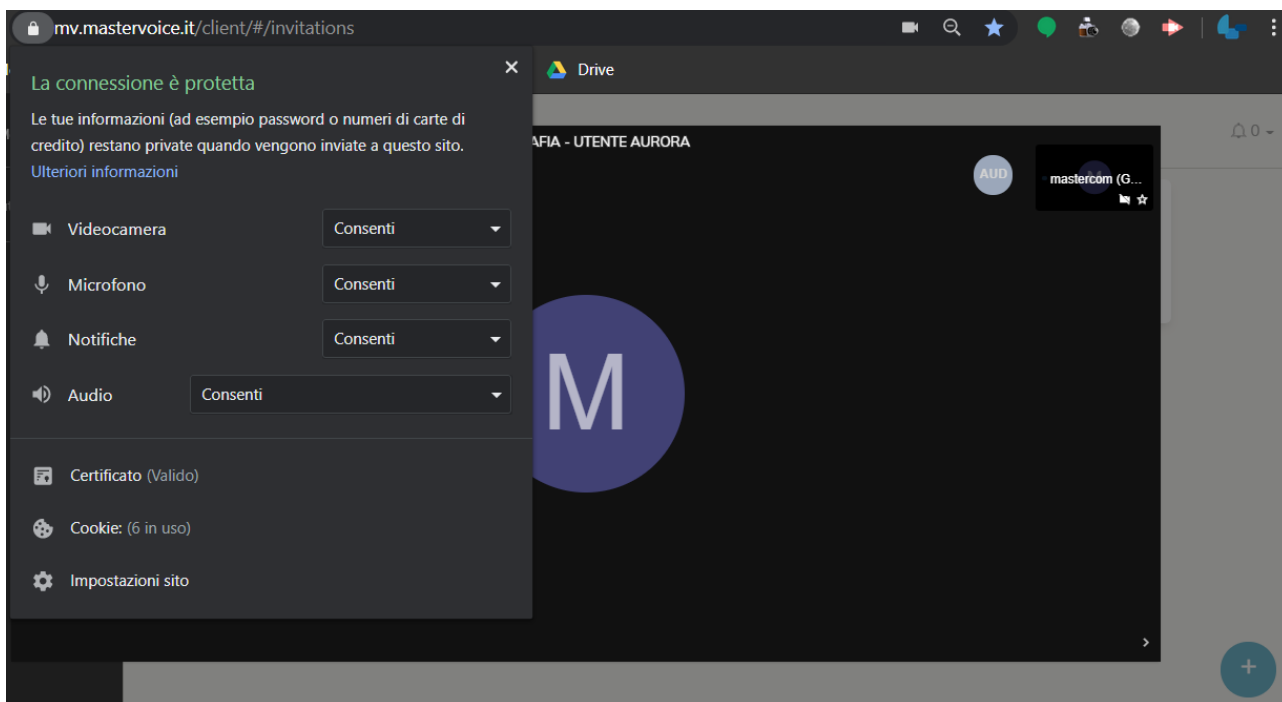 mv.mastervoice.it/client/#/invitations
Drive
La connessione è protetta
Le tue informazioni (ad esempio password o numeri di carte di
credito) restano private quando vengono inviate a questo sito.
Ulteriori informazioni
Videocamera Consenti
Microfono Consenti
Notifiche Consenti
Audio Consenti
Certificato (Valido)
Cookie: (6 in uso)
Impostazioni sito
AFIA - UTENTE AURORA
AUD
M
mastercom (G...
M
0